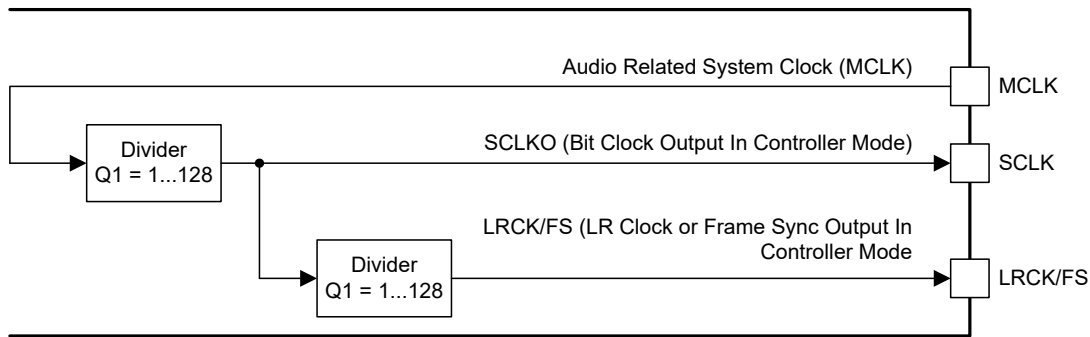 Audio Related System Clock (MCLK)
MCLK
Divider
Q1 = 1...128
SCLKO (Bit Clock Output In Controller Mode)
SCLK
LRCK/FS (LR Clock or Frame Sync Output In
Controller Mode
Divider
Q1 = 1...128
LRCK/FS